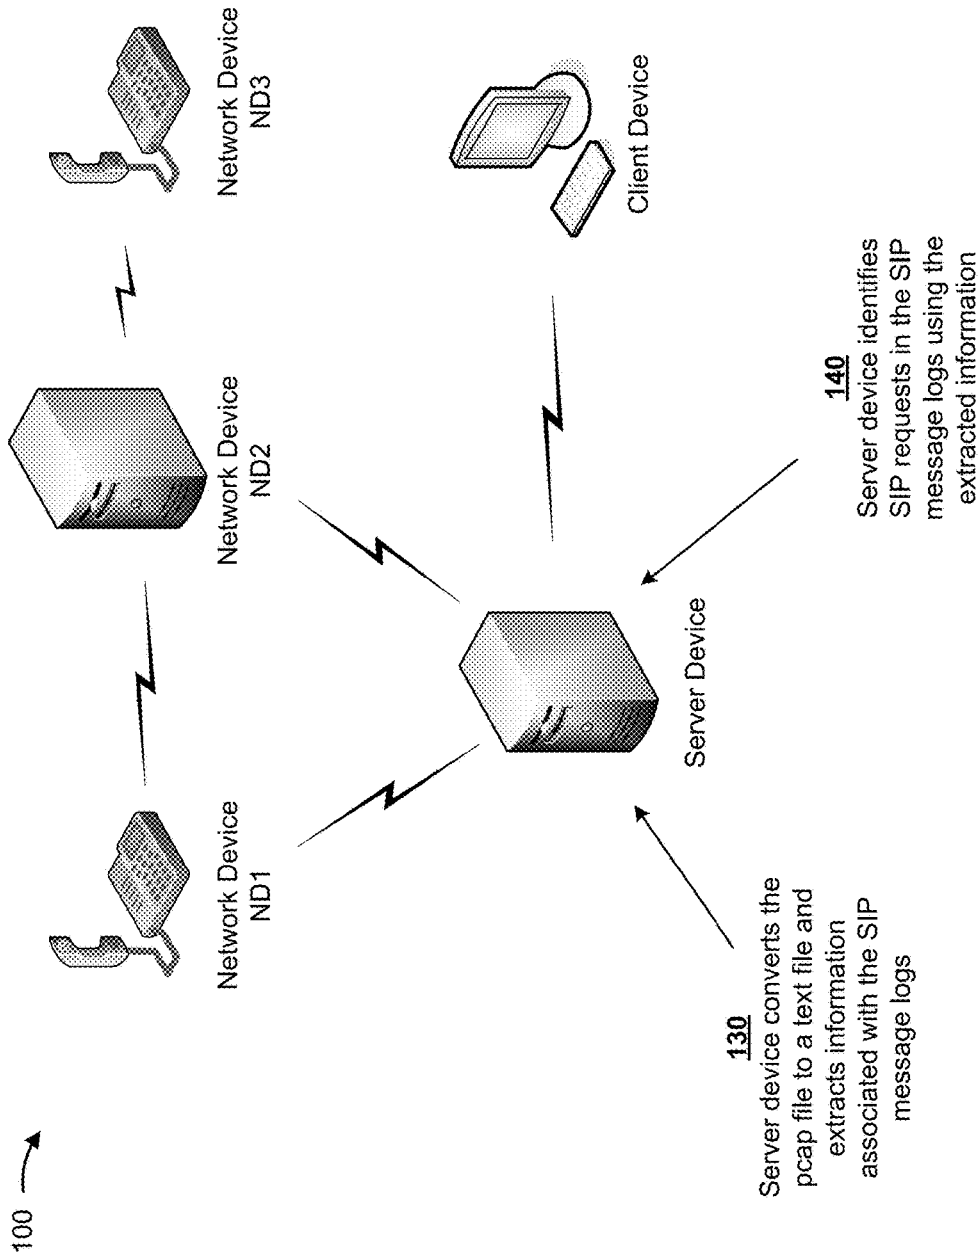 100
Network Device
ND1
Network Device
ND2
Network Device
ND3
Server Device
Client Device
130
Server device converts the
pcap file to a text file and
extracts information
associated with the SIP
message logs
140
Server device identifies
SIP requests in the SIP
message logs using the
extracted information